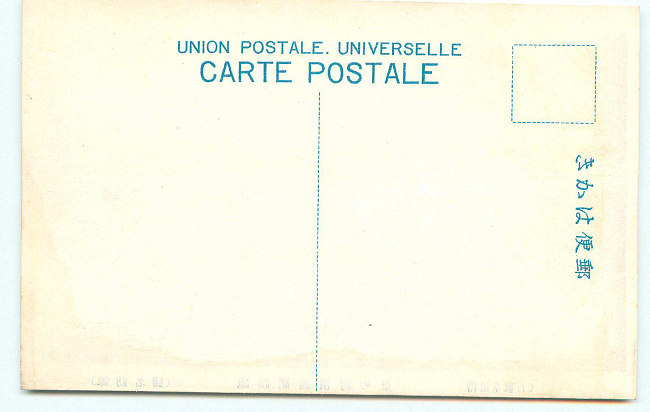 UNION POSTALE. UNIVERSELLE
CARTE POSTALE
郵便はかき